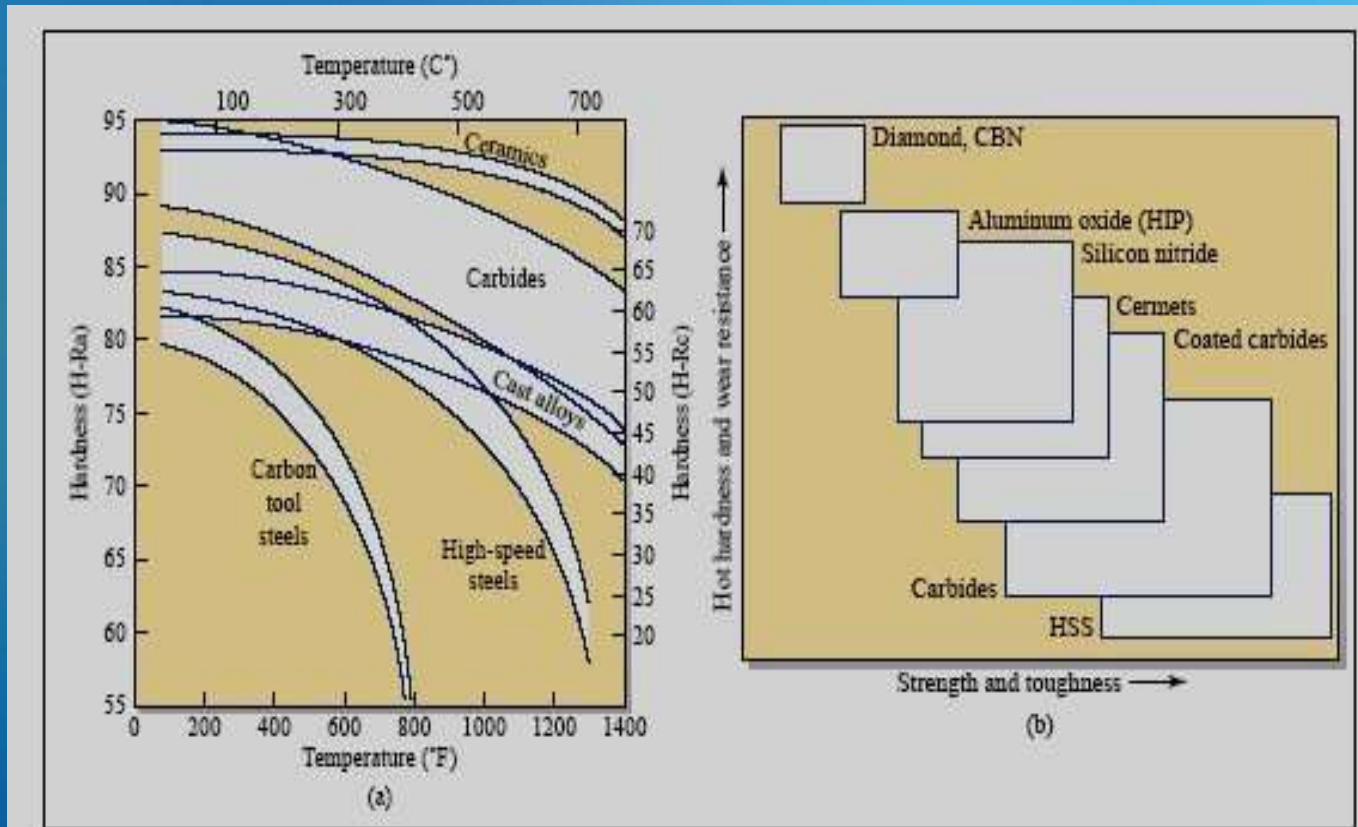 Temperature (C°)
100 300 500 700
95
90
85
80
75
70
65
60
55
Hardness (H-Ra)
Ceramics
Carbides
Cast alloys
Carbon
tool
steels
High-speed
steels
70
65
60
55
50
45
40
35
30
25
20
Hardness (H-Rc)
0 200 400 600 800 1000 1200 1400
Temperature (°F)
(a)
Hot hardness and wear resistance
Diamond, CBN
Aluminum oxide (HIP)
Silicon nitride
Cermets
Coated carbides
Carbides
HSS
Strength and toughness
(b)